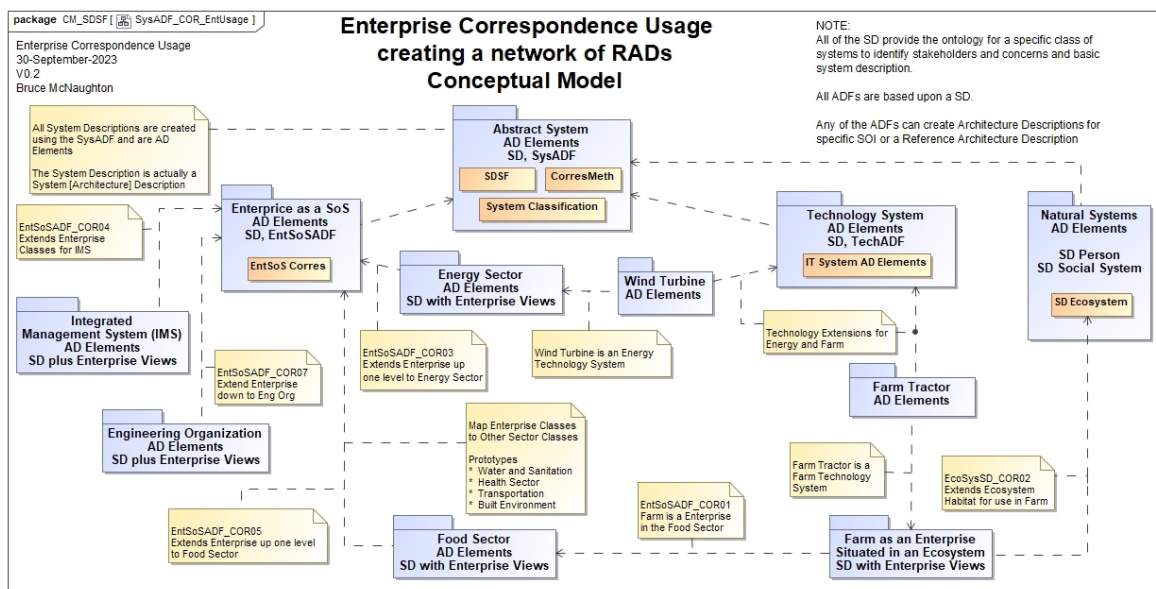 package CM_SDSF [ SysADF_COR_EntUsage ]
Enterprise Correspondence Usage
30-September-2023
V0.2
Bruce McNaughton
Enterprise Correspondence Usage
creating a network of RADs
Conceptual Model
NOTE:
All of the SD provide the ontology for a specific class of
systems to identify stakeholders and concerns and basic
system description.
All ADFs are based upon a SD.
Any of the ADFs can create Architecture Descriptions for
specific SOI or a Reference Architecture Description
All System Descriptions are created
using the SysADF and are AD
Elements
The System Description is actually a
System [Architecture] Description
Abstract System
AD Elements
SD, SysADF
SDSF
CorresMeth
System Classification
EntSoSADF_COR04
Extends Enterprise
Classes for IMS
Enterprice as a SoS
AD Elements
SD, EntSoSADF
EntSoS Corres
Technology System
AD Elements
SD, TechADF
IT System AD Elements
Natural Systems
AD Elements
SD Person
SD Social System
SD Ecosystem
Energy Sector
AD Elements
SD with Enterprise Views
Wind Turbine
AD Elements
Integrated
Management System (IMS)
AD Elements
SD plus Enterprise Views
EntSoSADF_COR07
Extend Enterprise
down to Eng Org
EntSoSADF_COR03
Extends Enterprise up
one level to Energy Sector
Wind Turbine is an Energy
Technology System
Technology Extensions for
Energy and Farm
Farm Tractor
AD Elements
Engineering Organization
AD Elements
SD plus Enterprise Views
Map Enterprise Classes
to Other Sector Classes
Prototypes
* Water and Sanitation
* Health Sector
* Transportation
* Built Environment
Farm Tractor is a
Farm Technology
System
EcoSysSD_COR02
Extends Ecosystem
Habitat for use in Farm
EntSoSADF_COR01
Farm is a Enterprise
in the Food Sector
EntSoSADF_COR05
Extends Enterprise up one level
to Food Sector
Food Sector
AD Elements
SD with Enterprise Views
Farm as an Enterprise
Situated in an Ecosystem
SD with Enterprise Views